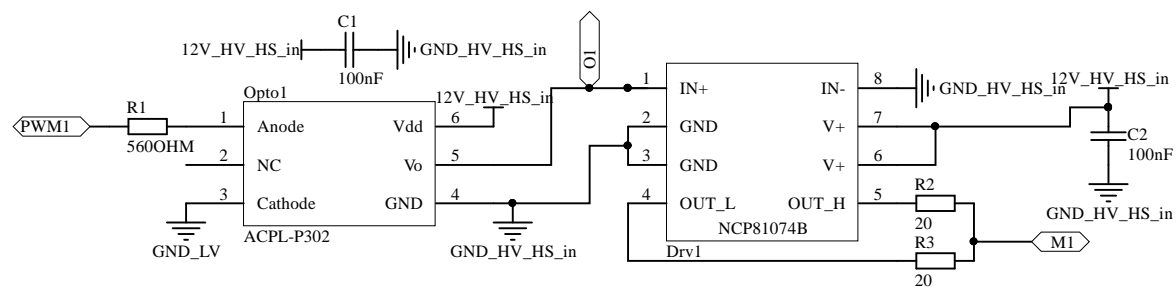 C1
12V_HV_HS_in
GND_HV_HS_in
100nF
Opto1
12V_HV_HS_in
PWM1
R1
560OHM
1
Anode
Vdd
6
2
NC
Vo
5
3
Cathode
GND
4
GND_LV
ACPL-P302
GND_HV_HS_in
O1
1
IN+
IN-
8
GND_HV_HS_in
2
GND
V+
7
3
GND
V+
6
4
OUT_L
OUT_H
5
NCP81074B
Drv1
12V_HV_HS_in
C2
100nF
GND_HV_HS_in
R2
20
R3
20
M1